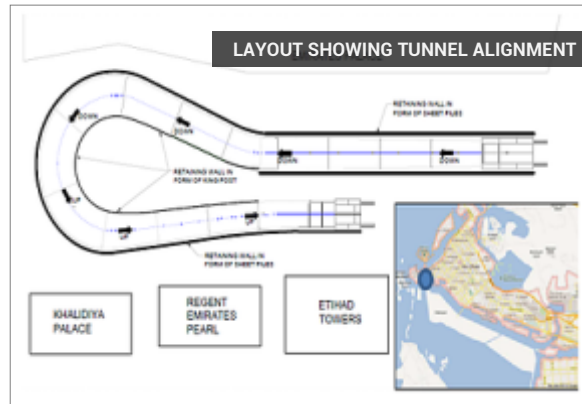 LAYOUT SHOWING TUNNEL ALIGNMENT
RETAINING WALL IN
FORM OF SHEET PILES
DOWN
DOWN
DOWN
DOWN
RETAINING WALL IN
FORM OF KING POST
UP
UP
UP
RETAINING WALL IN
FORM OF SHEET PILES
KHALIDIYA
PALACE
REGENT
EMIRATES
PEARL
ETIHAD
TOWERS